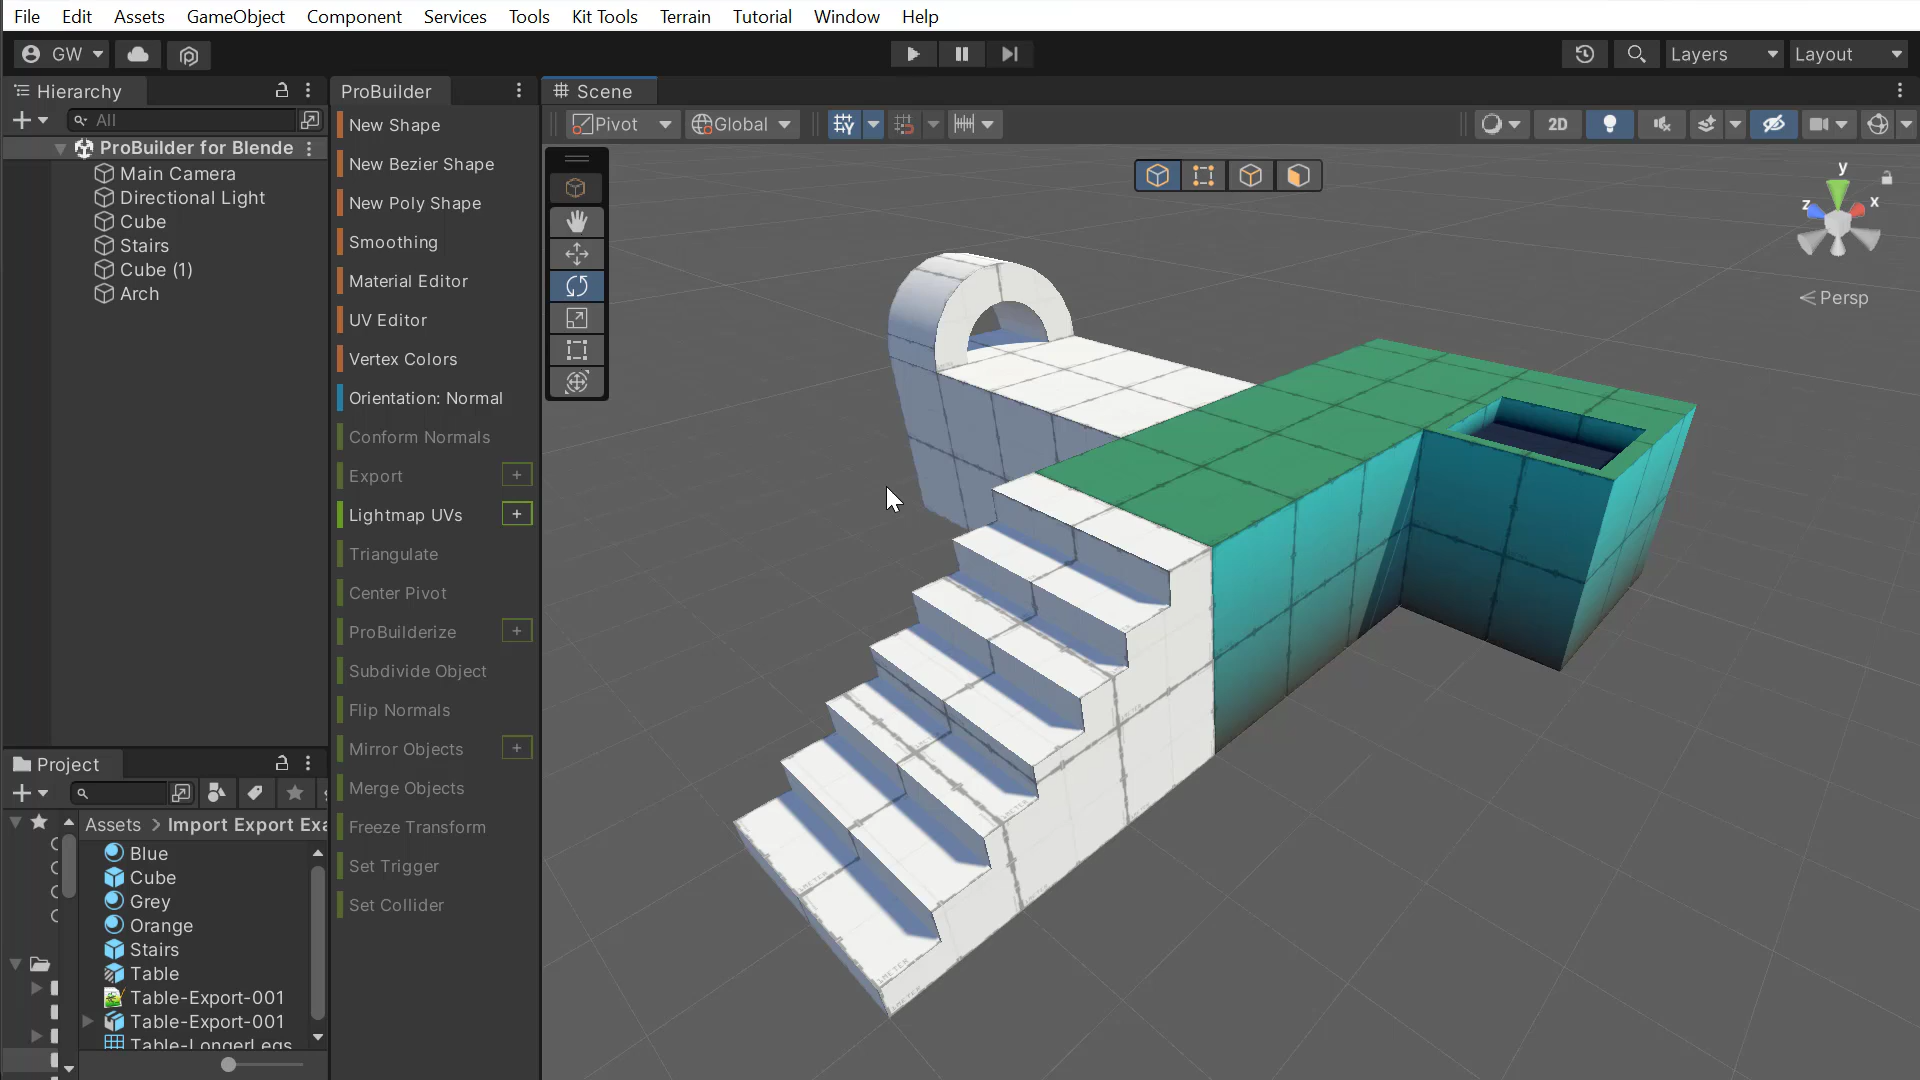 File Edit Assets GameObject Component Services Tools Kit Tools Terrain Tutorial Window Help
GW
Layers
Layout
Hierarchy
ProBuilder
Scene
All
Pivot
Global
2D
ProBuilder for Blende
Main Camera
Directional Light
Cube
Stairs
Cube (1)
Arch
New Shape
New Bezier Shape
New Poly Shape
Smoothing
Material Editor
UV Editor
Vertex Colors
Orientation: Normal
Conform Normals
Export
Lightmap UVs
Triangulate
Center Pivot
ProBuilderize
Subdivide Object
Flip Normals
Mirror Objects
Merge Objects
Freeze Transform
Set Trigger
Set Collider
y
z
x
Persp
Project
Assets > Import Export Exa
Blue
Cube
Grey
Orange
Stairs
Table
Table-Export-001
Table-Export-001
Table-LongerLegs